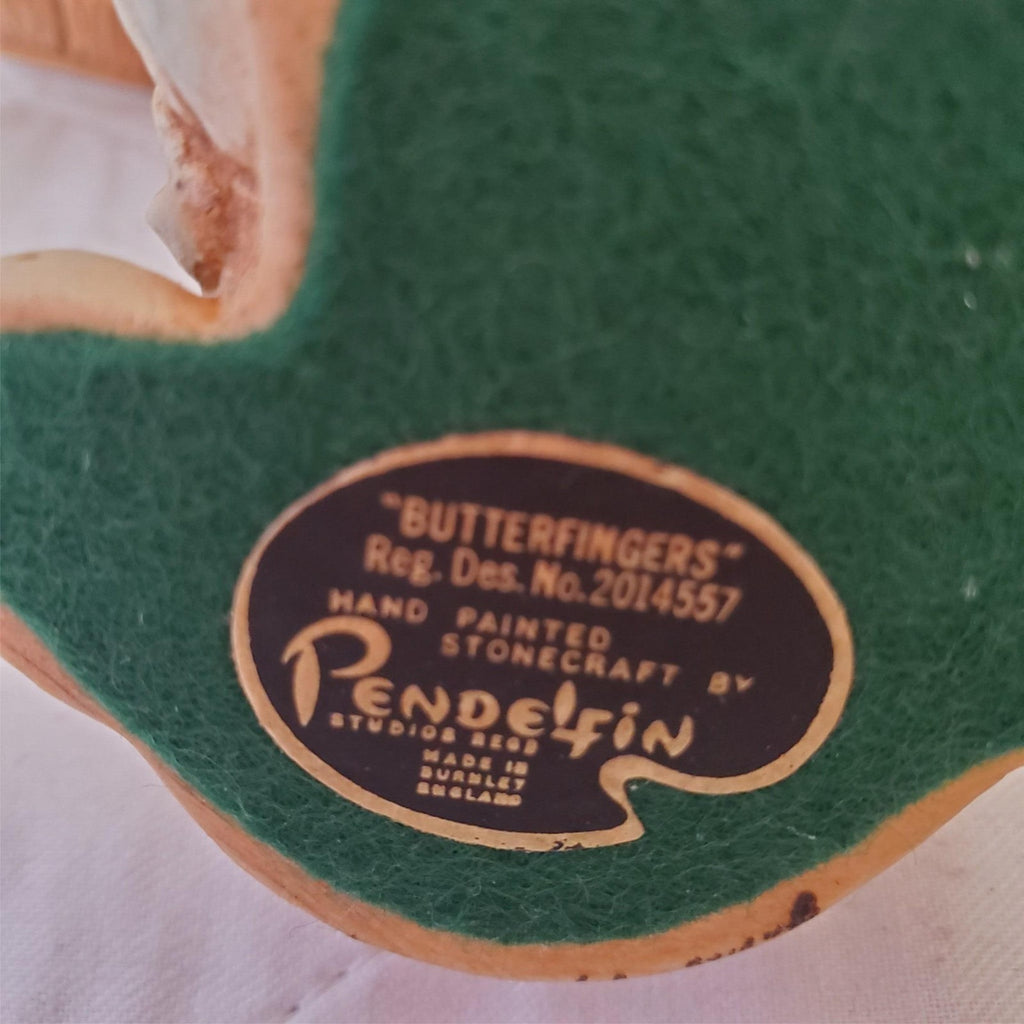 "BUTTERFINGERS"
Reg. Des. No. 2014557
HAND PAINTED
STONECRAFT BY
PENDELFIN
STUDIOS REGD
MADE IN
BURNLEY
ENGLAND